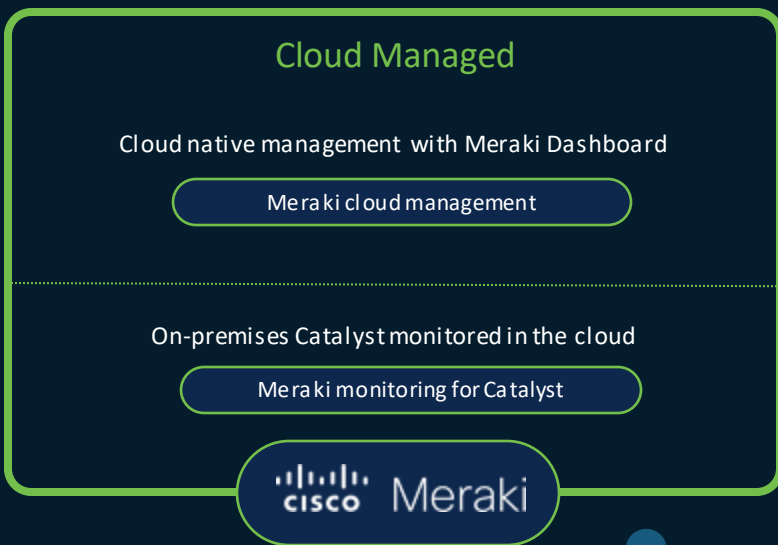 Cloud Managed
Cloud native management with Meraki Dashboard
Meraki cloud management
On-premises Catalyst monitored in the cloud
Meraki monitoring for Catalyst
cisco Meraki